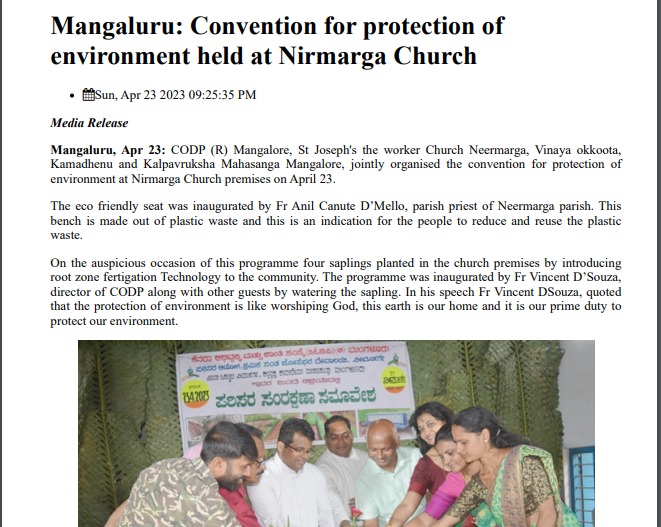 Mangaluru: Convention for protection of
environment held at Nirmarga Church
• Sun, Apr 23 2023 09:25:35 PM
Media Release
Mangaluru, Apr 23: CODP (R) Mangalore, St Joseph's the worker Church Neermarga, Vinaya okkoota,
Kamadhenu and Kalpavruksha Mahasanga Mangalore, jointly organised the convention for protection of
environment at Nirmarga Church premises on April 23.
The eco friendly seat was inaugurated by Fr Anil Canute D’Mello, parish priest of Neermarga parish. This
bench is made out of plastic waste and this is an indication for the people to reduce and reuse the plastic
waste.
On the auspicious occasion of this programme four saplings planted in the church premises by introducing
root zone fertigation Technology to the community. The programme was inaugurated by Fr Vincent D’Souza,
director of CODP along with other guests by watering the sapling. In his speech Fr Vincent DSouza, quoted
that the protection of environment is like worshiping God, this earth is our home and it is our prime duty to
protect our environment.
ಕೆನರಾ ಅಭಿವೃದ್ಧಿ ಮತ್ತು ಶಾಂತಿ ಸಂಸ್ಥೆ(ಸಿಒಡಿಪಿ)(ರಿ) ಮಂಗಳೂರು
23.4.2023
ಪರಿಸರ ಸಂರಕ್ಷಣಾ ಸಮಾವೇಶ